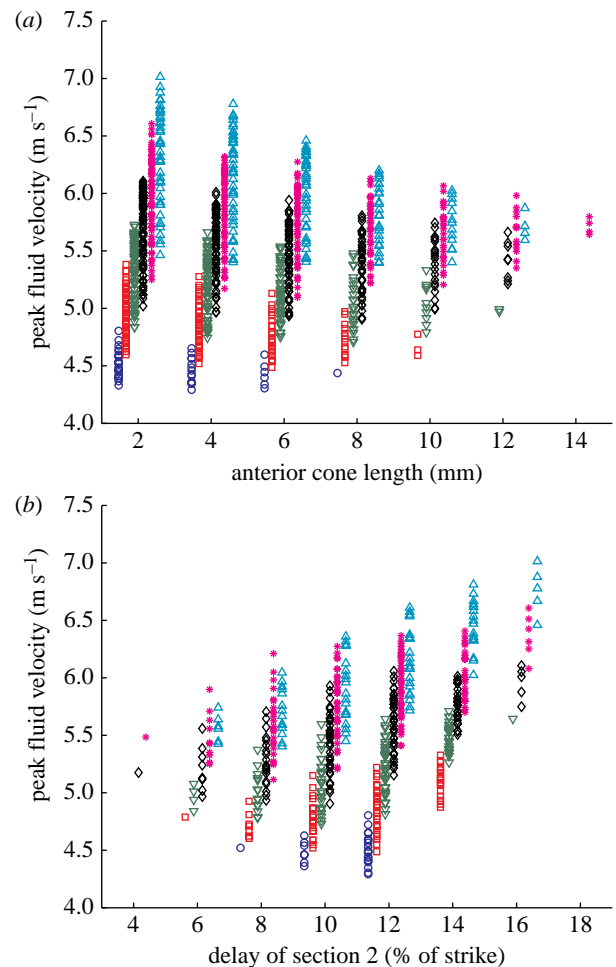 (a)
7.5
7.0
6.5
6.0
5.5
5.0
4.5
4.0
peak fluid velocity (m s⁻¹)
2 4 6 8 10 12 14
anterior cone length (mm)
(b)
7.5
7.0
6.5
6.0
5.5
5.0
4.5
4.0
peak fluid velocity (m s⁻¹)
4 6 8 10 12 14 16 18
delay of section 2 (% of strike)